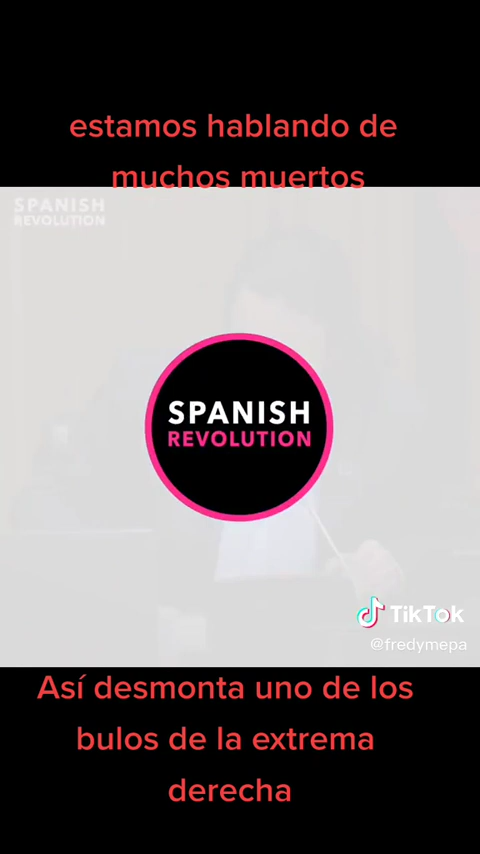 estamos hablando de
muchos muertos
SPANISH
REVOLUTION
SPANISH
REVOLUTION
TikTok
@fredymepa
Así desmonta uno de los
bulos de la extrema
derecha